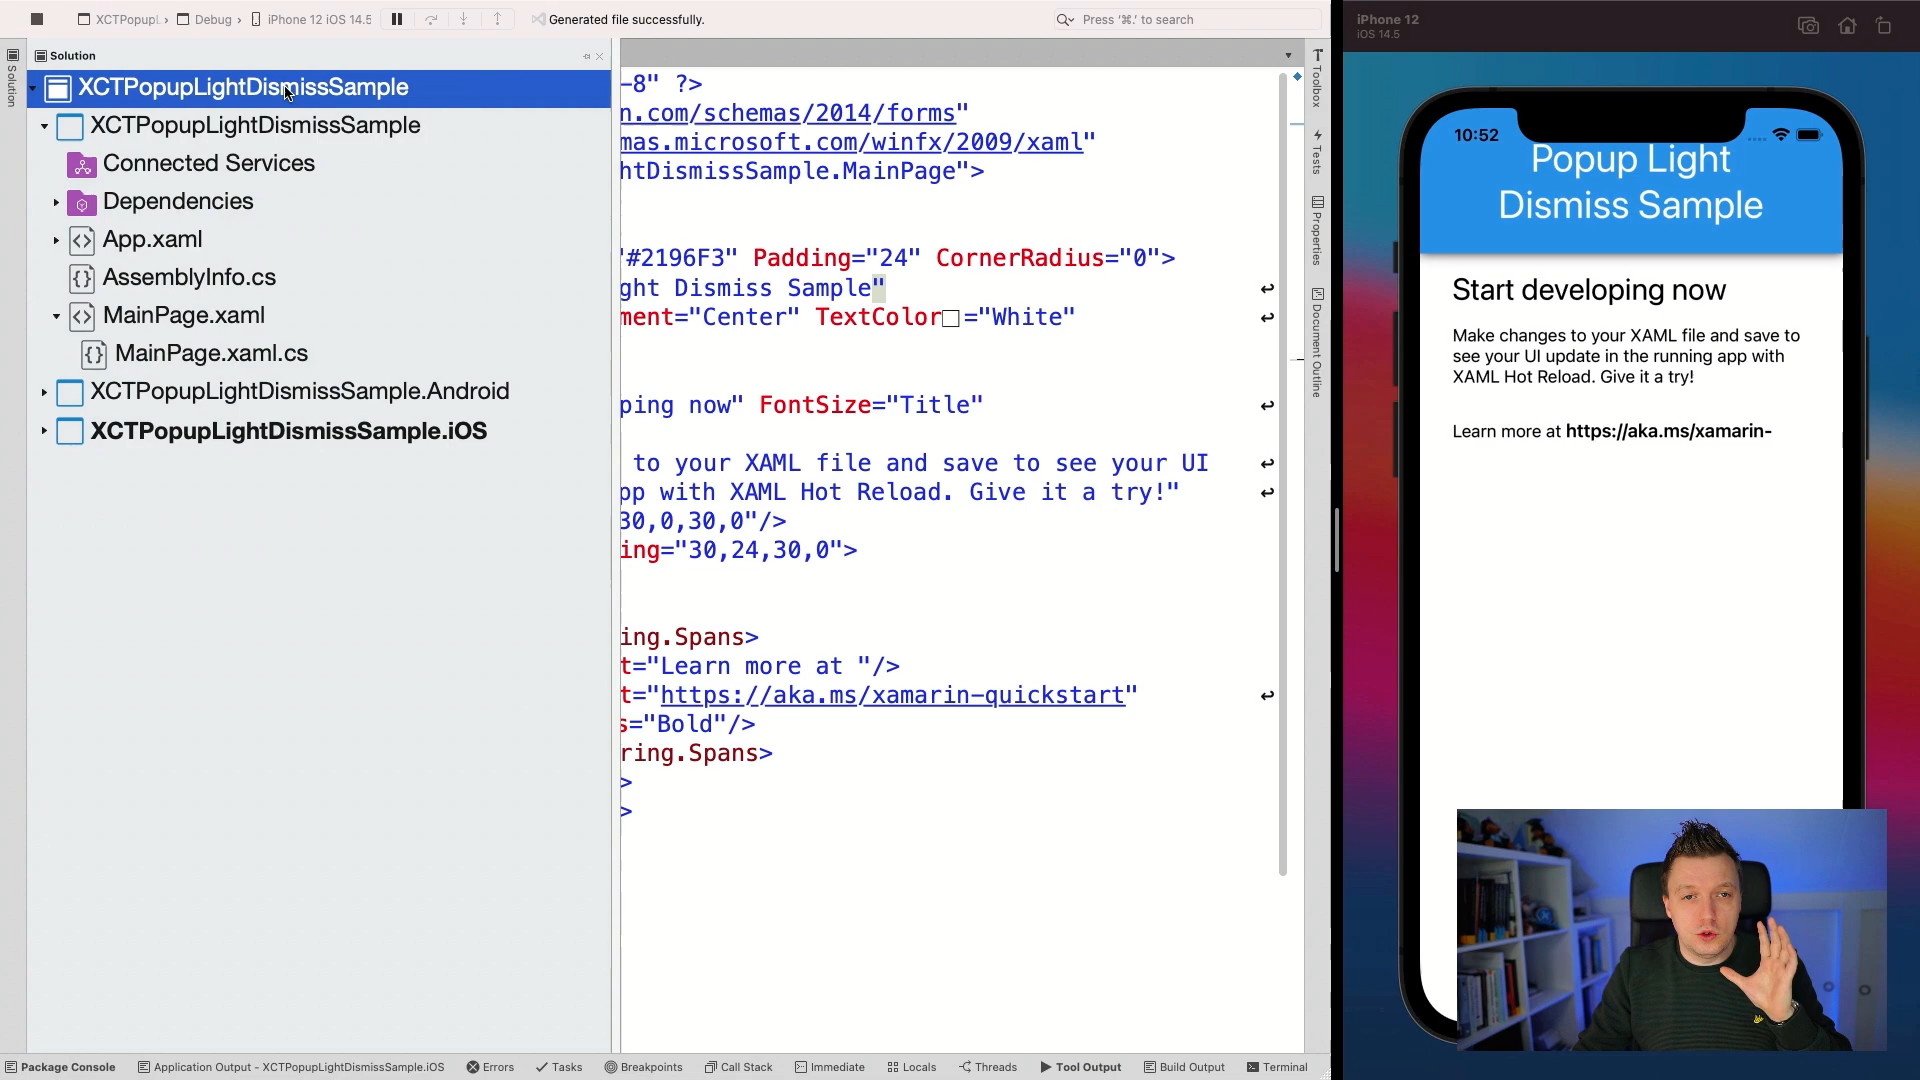 XCTPopupL
Debug
iPhone 12 iOS 14.5
Generated file successfully.
Press '⌘.' to search
Solution
Solution
XCTPopupLightDismissSample
XCTPopupLightDismissSample
Connected Services
Dependencies
App.xaml
AssemblyInfo.cs
MainPage.xaml
MainPage.xaml.cs
XCTPopupLightDismissSample.Android
XCTPopupLightDismissSample.iOS
-8" ?>
n.com/schemas/2014/forms"
mas.microsoft.com/winfx/2009/xaml"
htDismissSample.MainPage">
"#2196F3" Padding="24" CornerRadius="0">
ght Dismiss Sample"
ment="Center" TextColor="White"
ping now" FontSize="Title"
to your XAML file and save to see your UI
pp with XAML Hot Reload. Give it a try!"
30,0,30,0"/>
ing="30,24,30,0">
ing.Spans>
t="Learn more at "/>
t="https://aka.ms/xamarin-quickstart"
s="Bold"/>
ring.Spans>
>
>
Toolbox
Tests
Properties
Document Outline
Package Console
Application Output - XCTPopupLightDismissSample.iOS
Errors
Tasks
Breakpoints
Call Stack
Immediate
Locals
Threads
Tool Output
Build Output
Terminal
iPhone 12
iOS 14.5
10:52
Popup Light
Dismiss Sample
Start developing now
Make changes to your XAML file and save to
see your UI update in the running app with
XAML Hot Reload. Give it a try!
Learn more at https://aka.ms/xamarin-